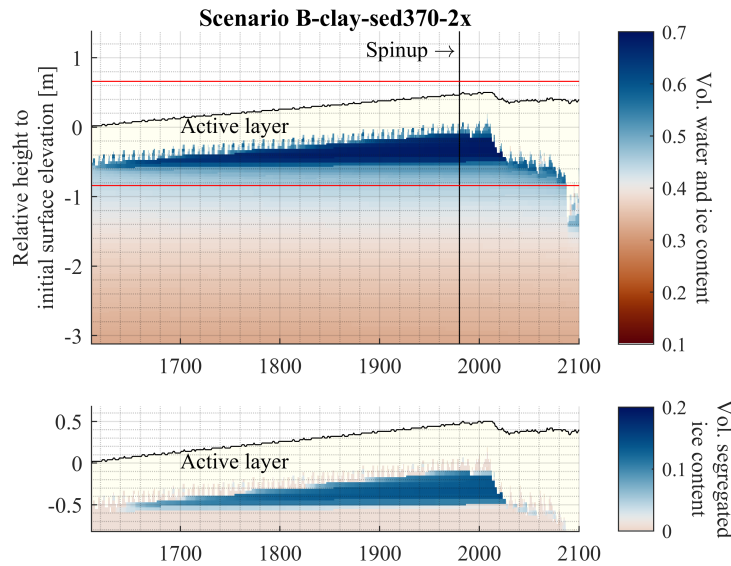 Scenario B-clay-sed370-2x
Spinup →
Active layer
Relative height to
initial surface elevation [m]
1
0
-1
-2
-3
1700 1800 1900 2000 2100
0.7
0.6
0.5
0.4
0.3
0.2
0.1
Vol. water and ice content
0.5
0
-0.5
Active layer
1700 1800 1900 2000 2100
0.2
0.1
0
Vol. segregated
ice content